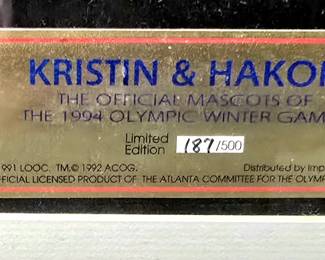 KRISTIN & HAKO
THE OFFICIAL MASCOTS OF
THE 1994 OLYMPIC WINTER GAM
Limited
Edition 187/500
991 LOOC. TM.© 1992 ACOG.
Distributed by Imp
FICIAL LICENSED PRODUCT OF THE ATLANTA COMMITTEE FOR THE OLYMP